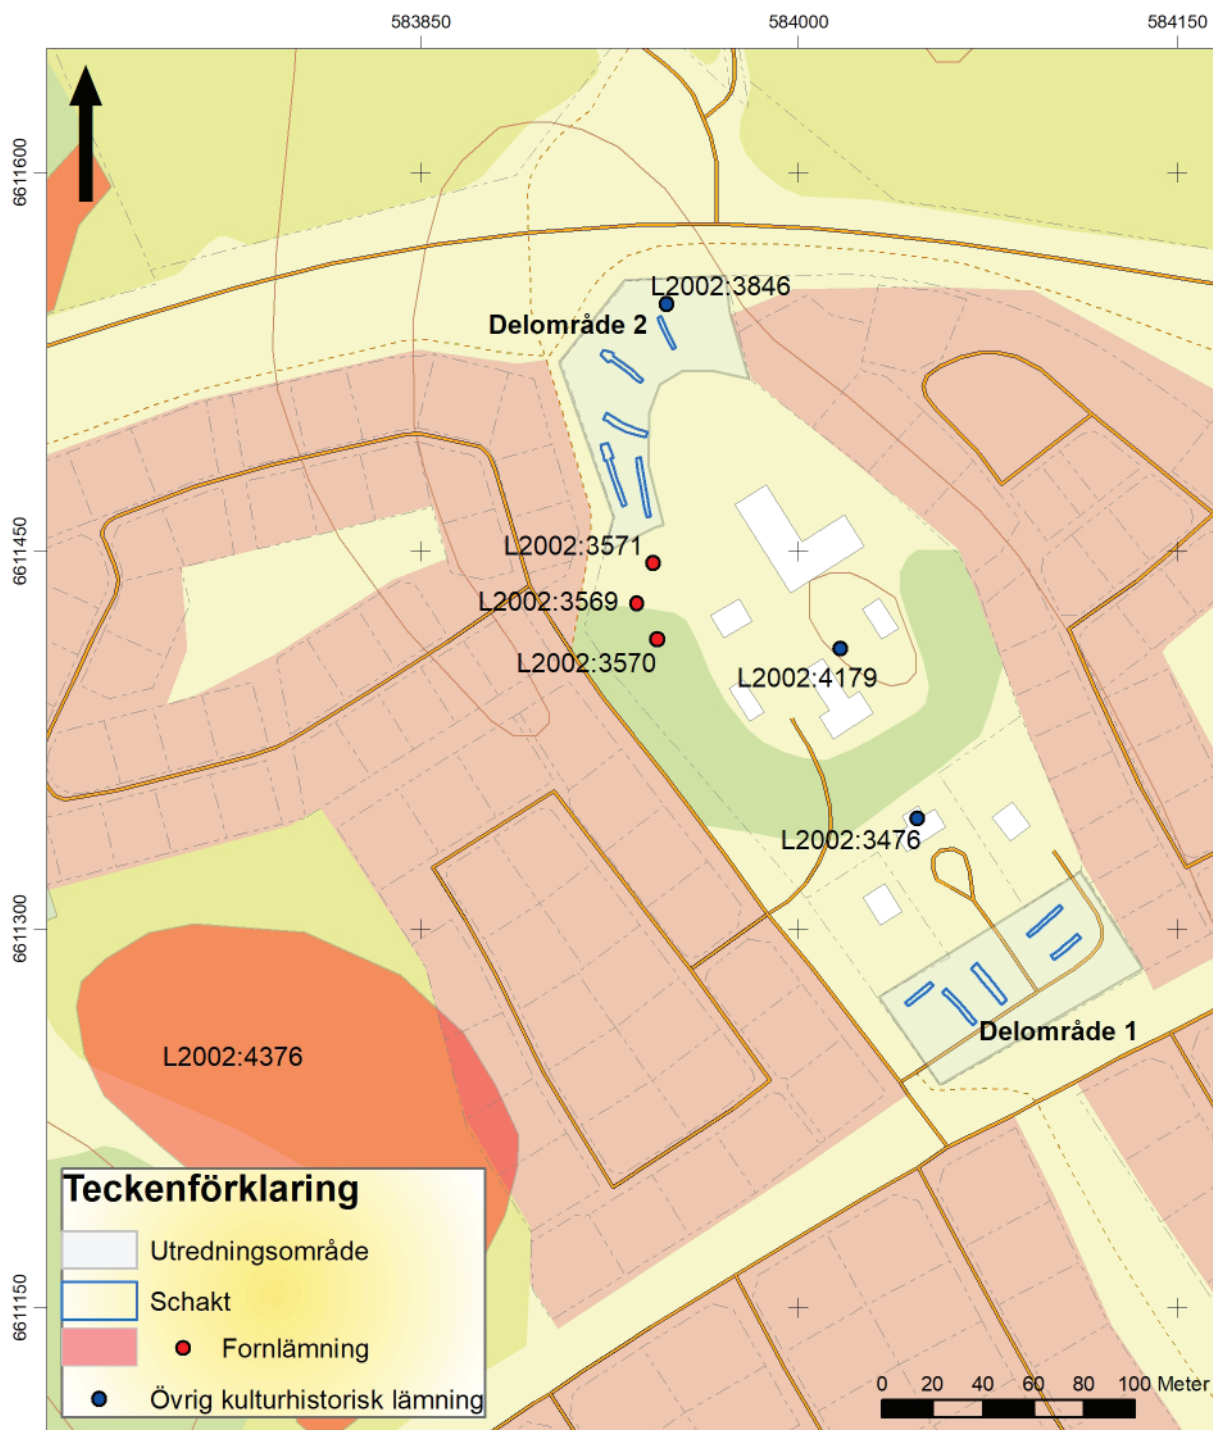 583850 584000 584150
6611600
L2002:3846
Delområde 2
6611450
L2002:3571
L2002:3569
L2002:3570
L2002:4179
L2002:3476
6611300
Delområde 1
L2002:4376
Teckenförklaring
Utredningsområde
Schakt
Fornlämning
Övrig kulturhistorisk lämning
6611150
0 20 40 60 80 100 Meter